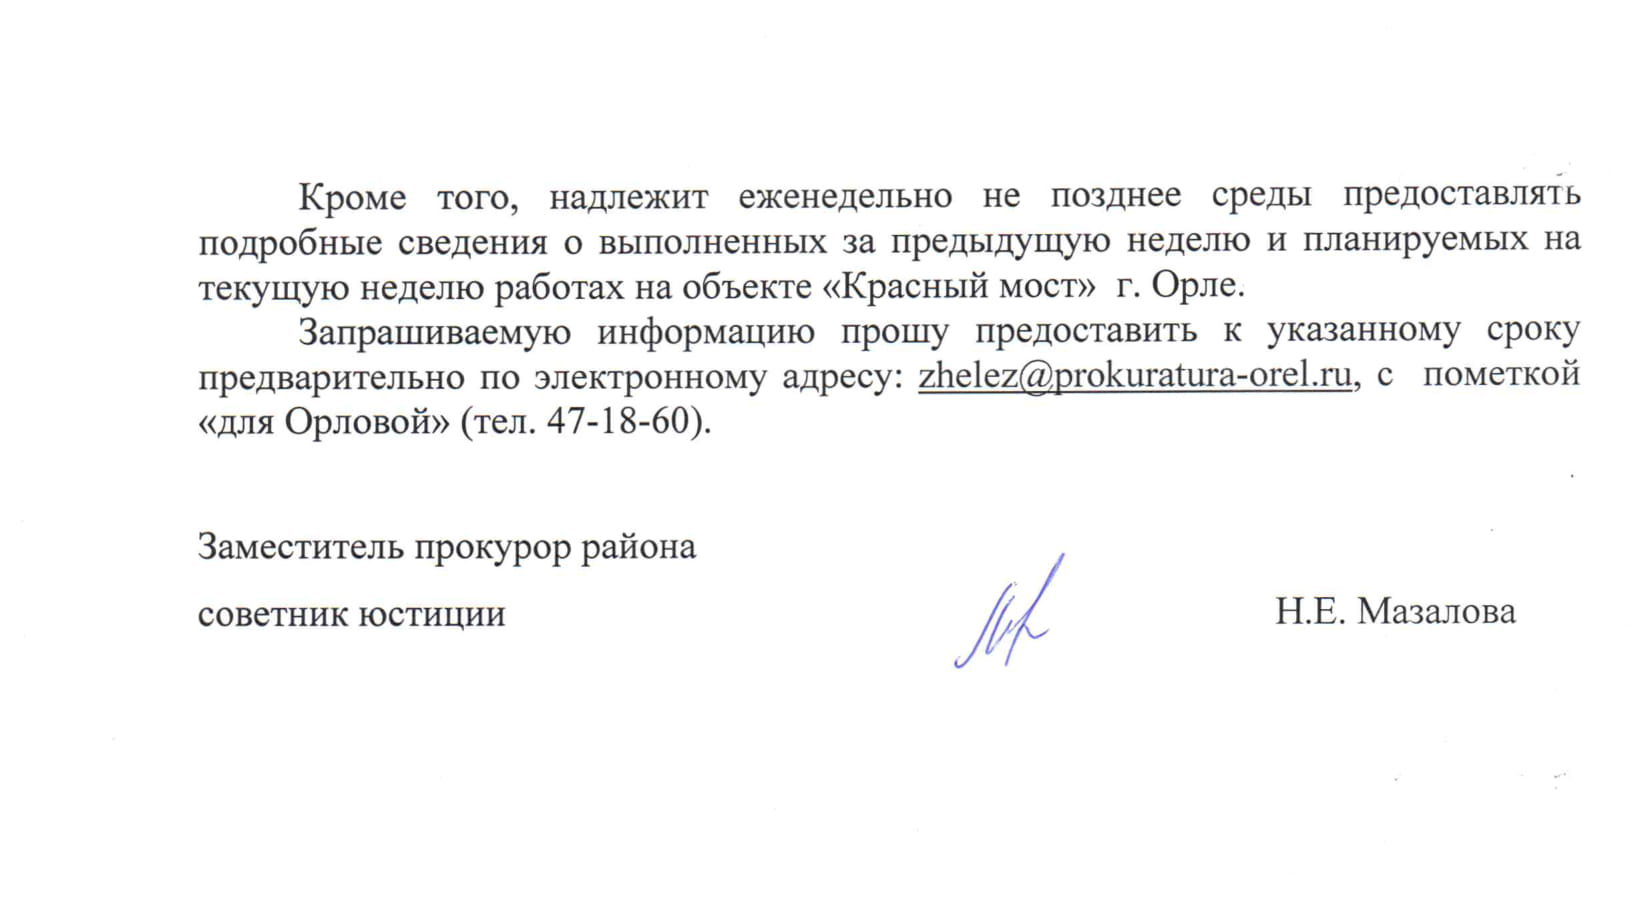 Кроме того, надлежит еженедельно не позднее среды предоставлять
подробные сведения о выполненных за предыдущую неделю и планируемых на
текущую неделю работах на объекте «Красный мост»  г. Орле.
Запрашиваемую информацию прошу предоставить к указанному сроку
предварительно по электронному адресу: zhelez@prokuratura-orel.ru, с  пометкой
«для Орловой» (тел. 47-18-60).
Заместитель прокурор района
советник юстиции Н.Е. Мазалова